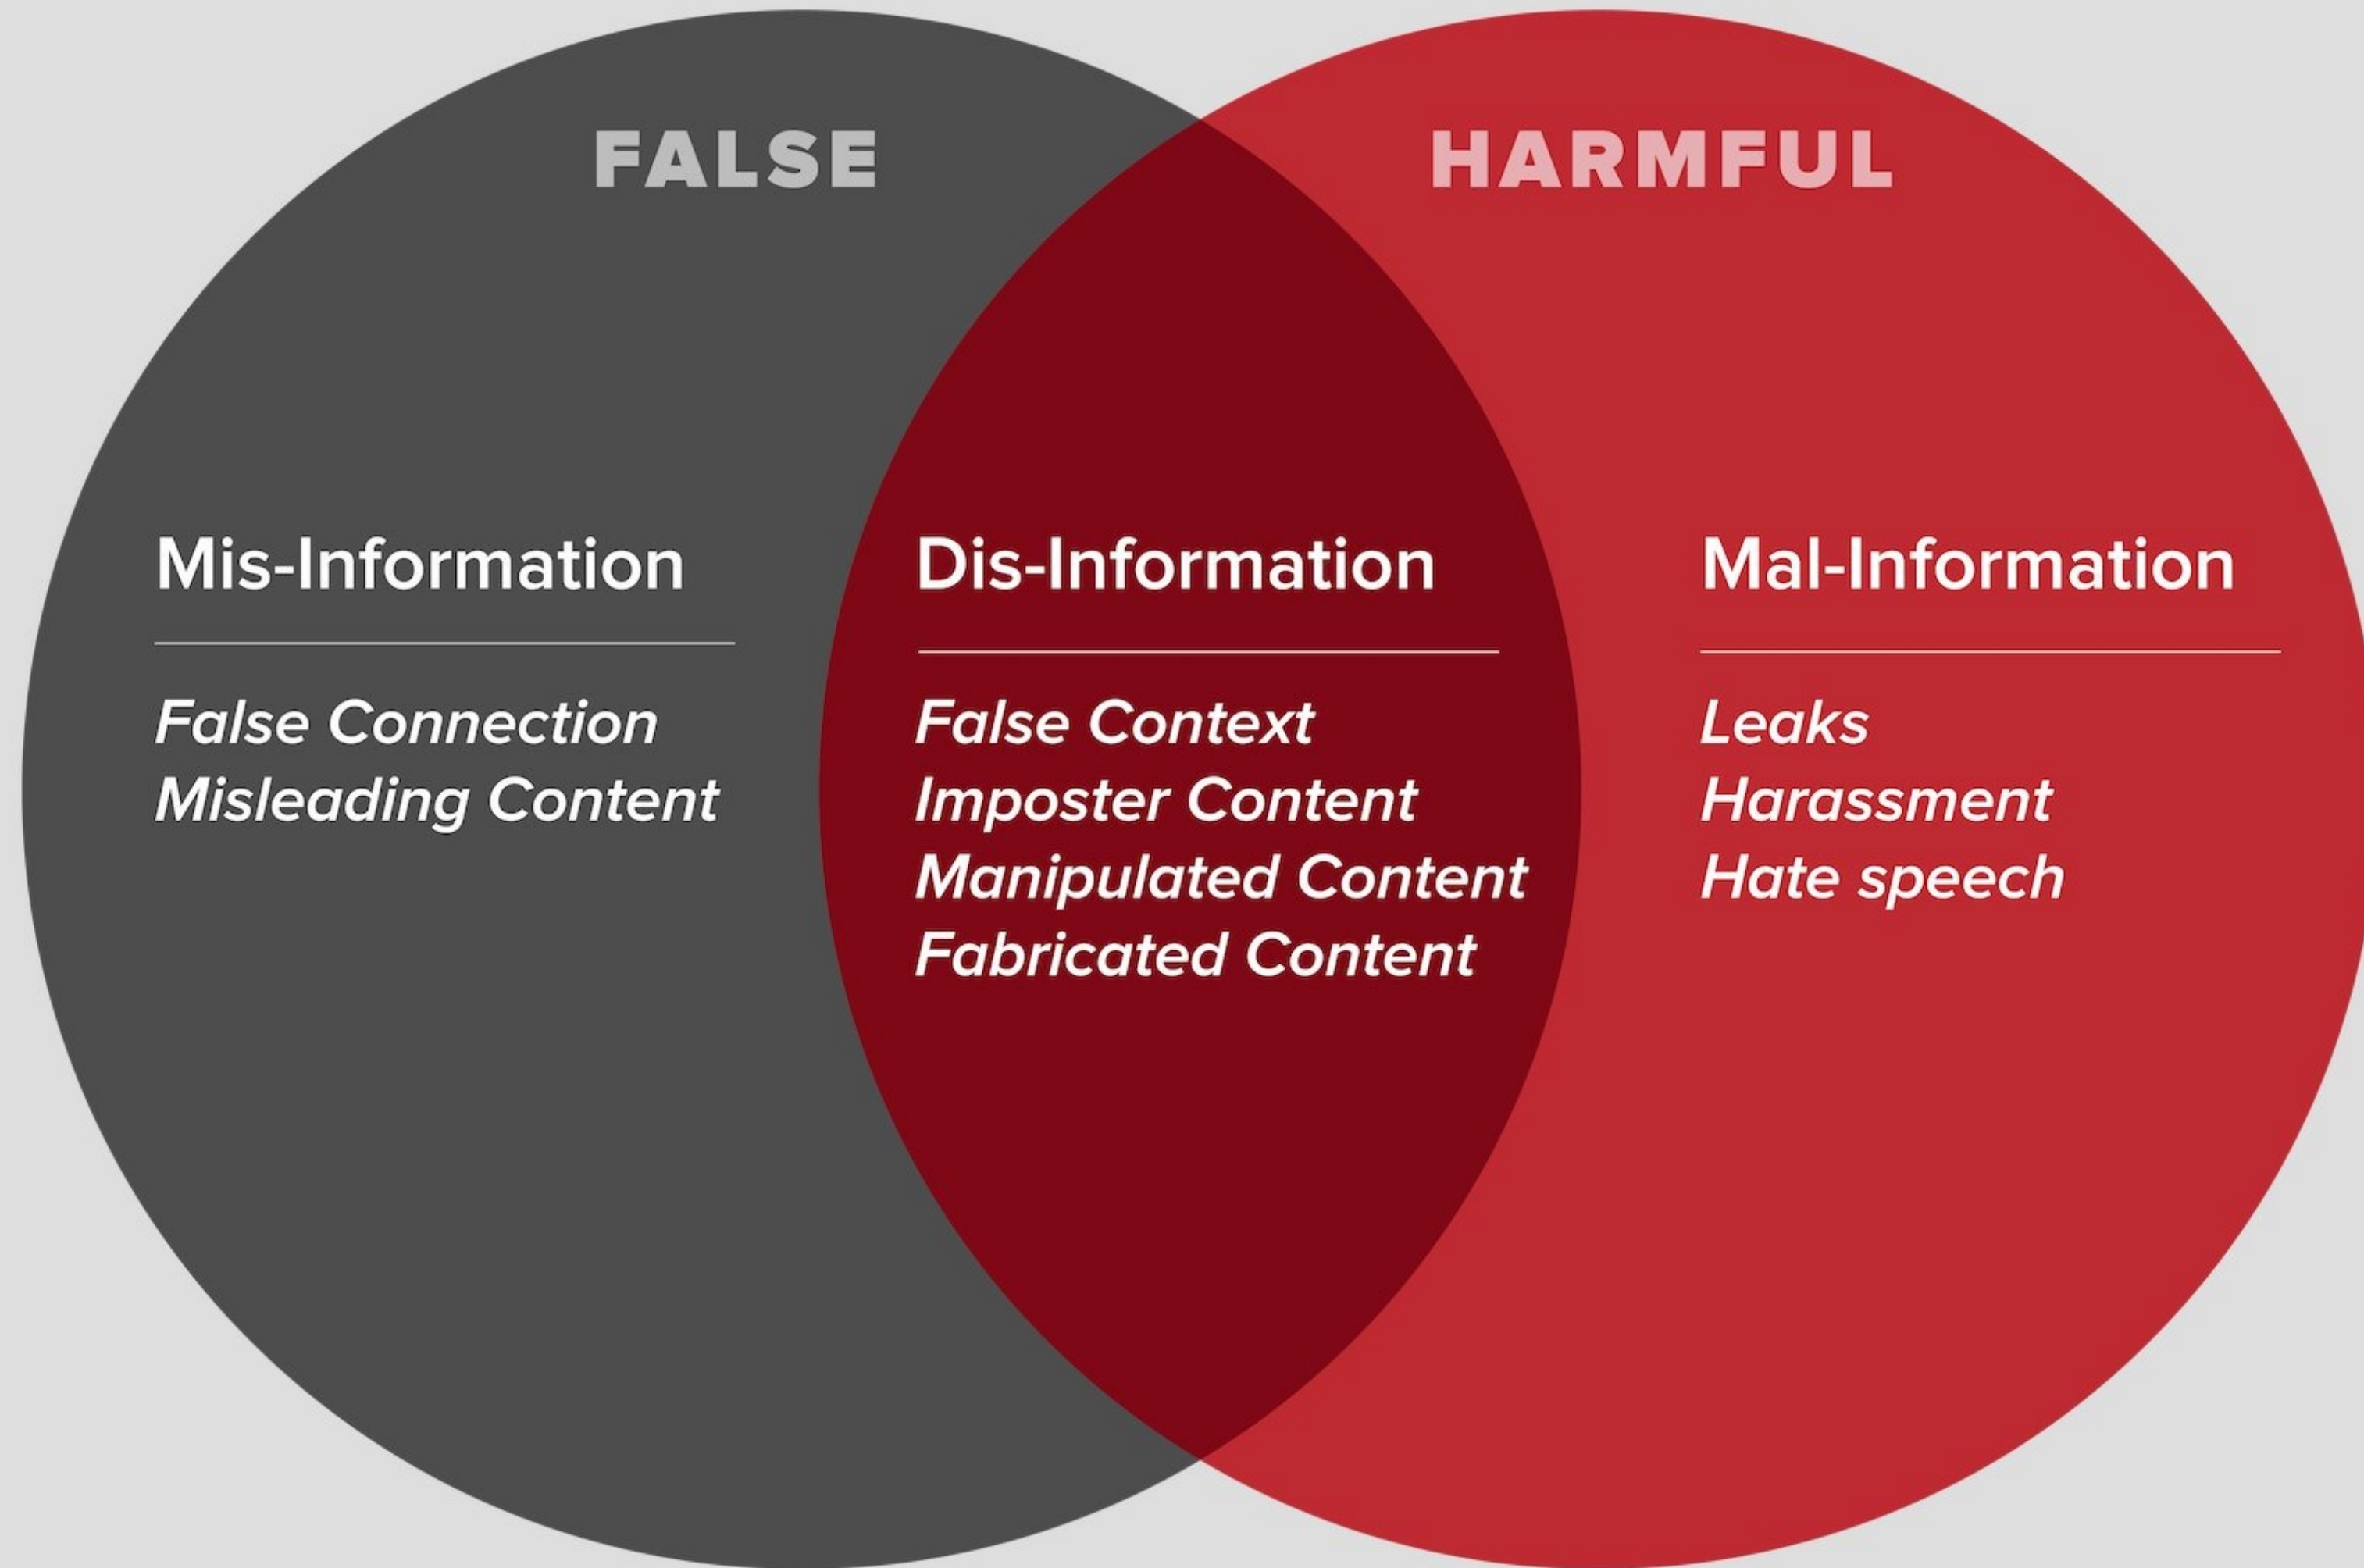 FALSE
HARMFUL
Mis-Information
False Connection
Misleading Content
Dis-Information
False Context
Imposter Content
Manipulated Content
Fabricated Content
Mal-Information
Leaks
Harassment
Hate speech